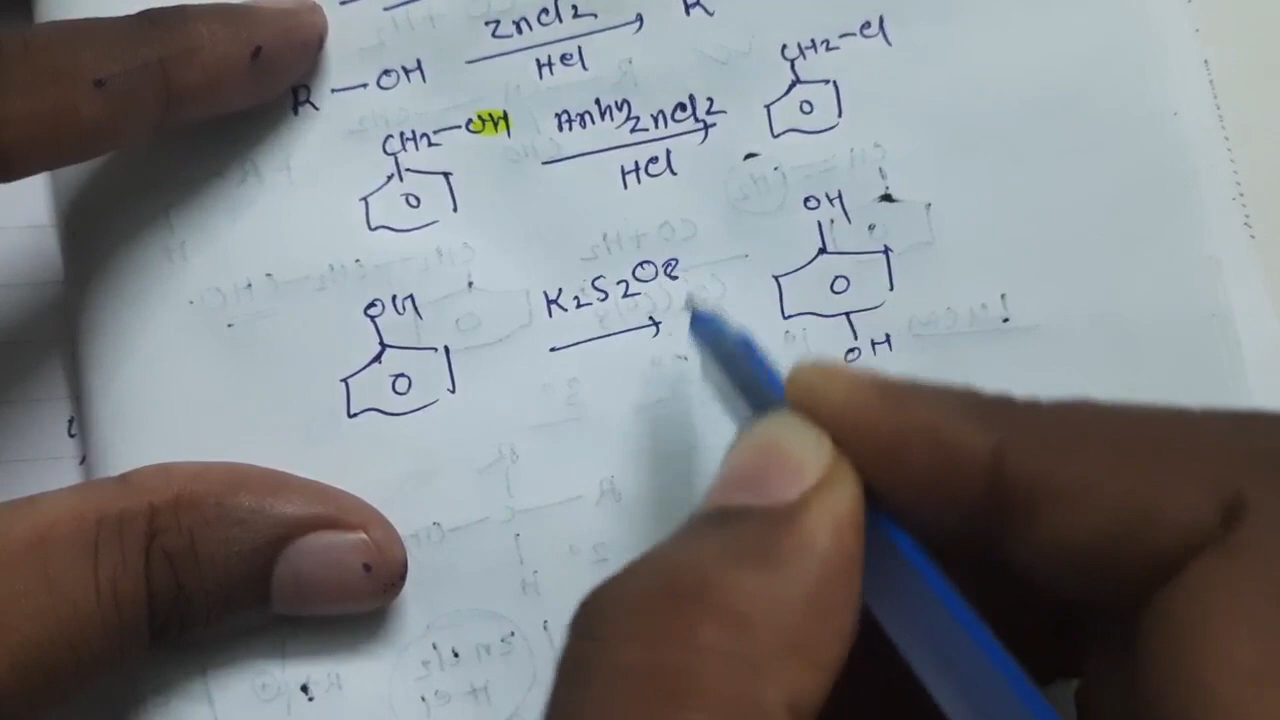 R—OH ZnCl2 HCl R
CH2—OH Anhy ZnCl2 HCl CH2—Cl
OH K2S2O8 OH OH